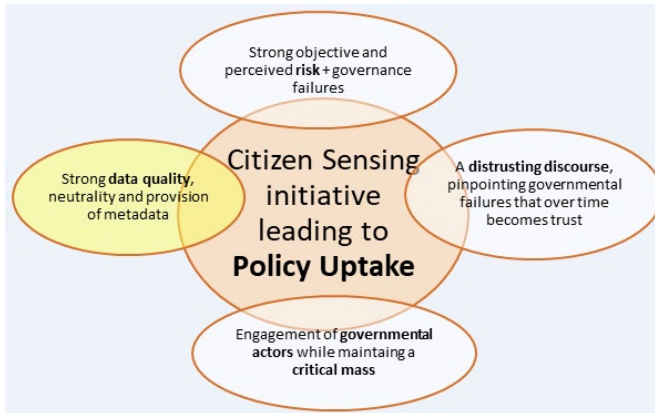 Strong objective and
perceived risk + governance
failures
Strong data quality,
neutrality and provision
of metadata
Citizen Sensing
initiative
leading to
Policy Uptake
A distrusting discourse,
pinpointing governmental
failures that over time
becomes trust
Engagement of governmental
actors while maintaing a
critical mass